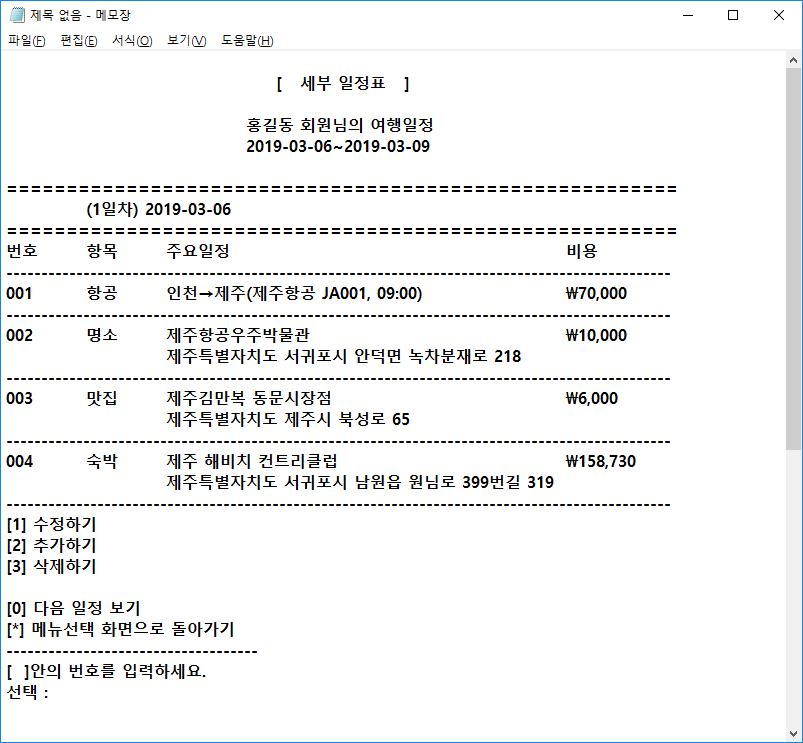 제목 없음 - 메모장
파일(F) 편집(E) 서식(O) 보기(V) 도움말(H)
[ 세부 일정표 ]
홍길동 회원님의 여행일정
2019-03-06~2019-03-09
========================================================
(1일차) 2019-03-06
========================================================
번호 항목 주요일정 비용
-----------------------------------------------------------------------------------------------
001 항공 인천→제주(제주항공 JA001, 09:00) ₩70,000
-----------------------------------------------------------------------------------------------
002 명소 제주항공우주박물관 ₩10,000
제주특별자치도 서귀포시 안덕면 녹차분재로 218
-----------------------------------------------------------------------------------------------
003 맛집 제주김만복 동문시장점 ₩6,000
제주특별자치도 제주시 북성로 65
-----------------------------------------------------------------------------------------------
004 숙박 제주 해비치 컨트리클럽 ₩158,730
제주특별자치도 서귀포시 남원읍 원님로 399번길 319
-----------------------------------------------------------------------------------------------
[1] 수정하기
[2] 추가하기
[3] 삭제하기
[0] 다음 일정 보기
[*] 메뉴선택 화면으로 돌아가기
------------------------------------
[ ]안의 번호를 입력하세요.
선택 :